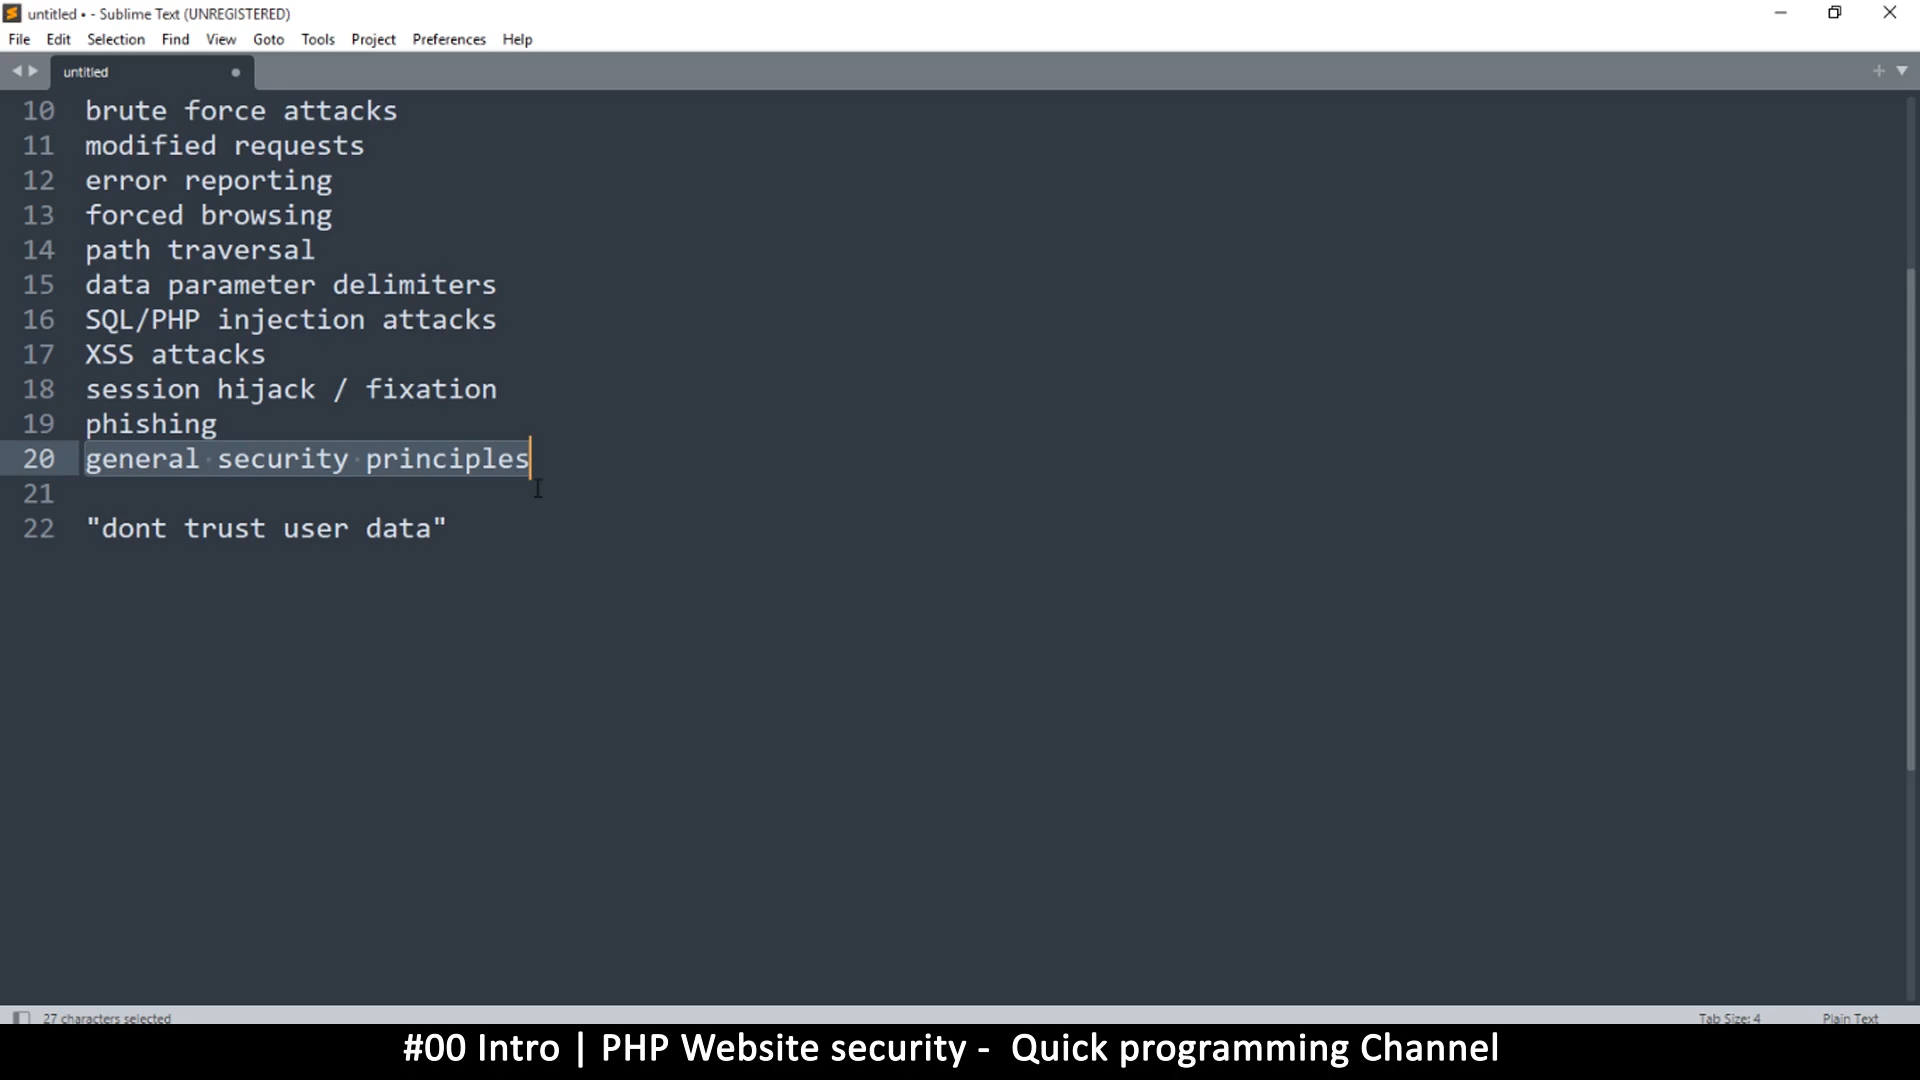 untitled • - Sublime Text (UNREGISTERED)
File Edit Selection Find View Goto Tools Project Preferences Help
untitled
10 brute force attacks
11 modified requests
12 error reporting
13 forced browsing
14 path traversal
15 data parameter delimiters
16 SQL/PHP injection attacks
17 XSS attacks
18 session hijack / fixation
19 phishing
20 general security principles
21
22 "dont trust user data"
27 characters selected Tab Size: 4 Plain Text
#00 Intro | PHP Website security - Quick programming Channel